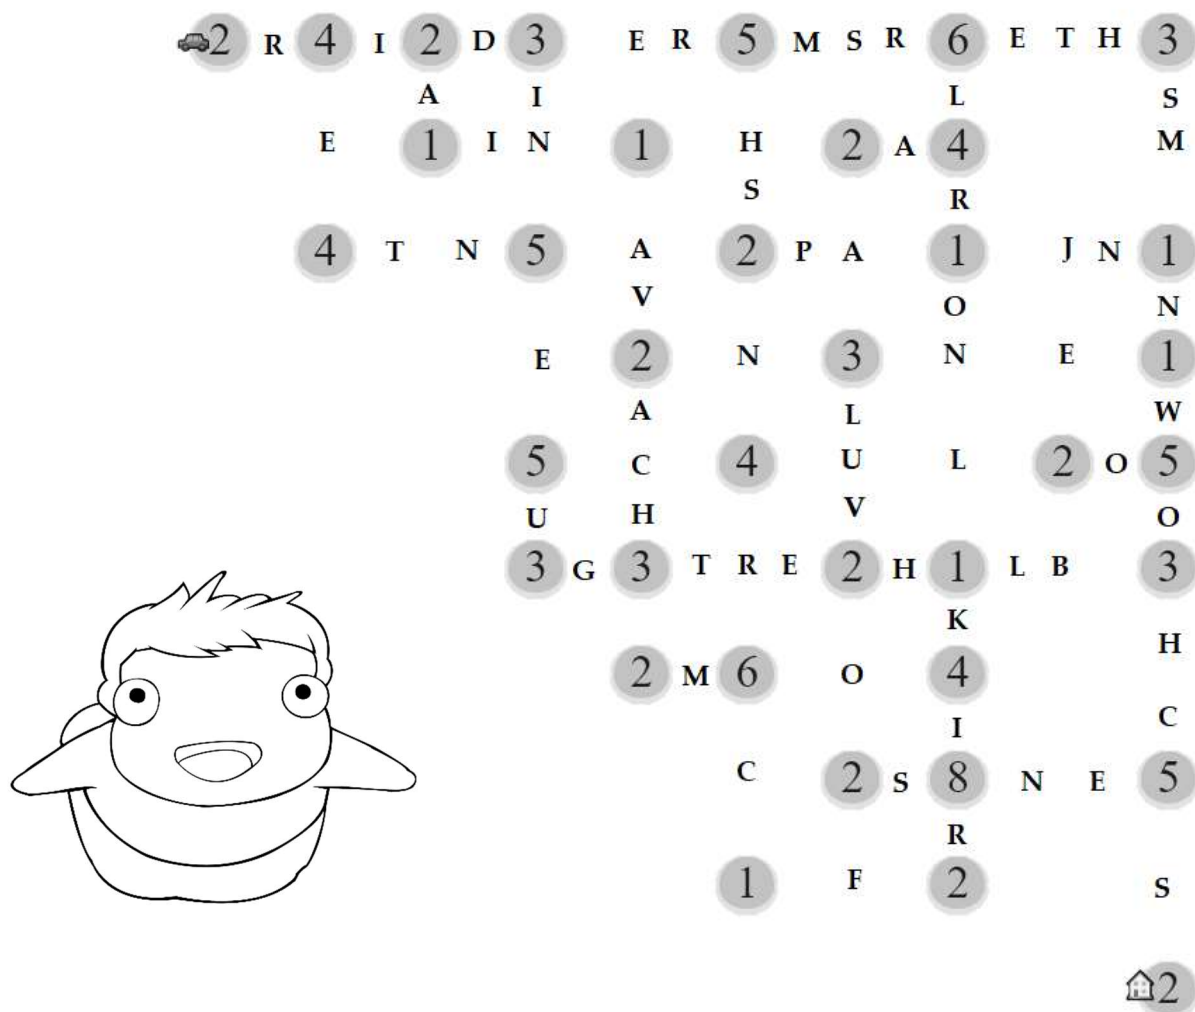 2 R 4 I 2 D 3 E R 5 M S R 6 E T H 3
A I L S
E 1 I N 1 H 2 A 4 M
S R
4 T N 5 A 2 P A 1 J N 1
V O N
E 2 N 3 N E 1
A L W
5 C 4 U L 2 O 5
U H V O
3 G 3 T R E 2 H 1 L B 3
K
H
2 M 6 O 4
C
I
C 2 S 8 N E 5
R
1 F 2 S
2